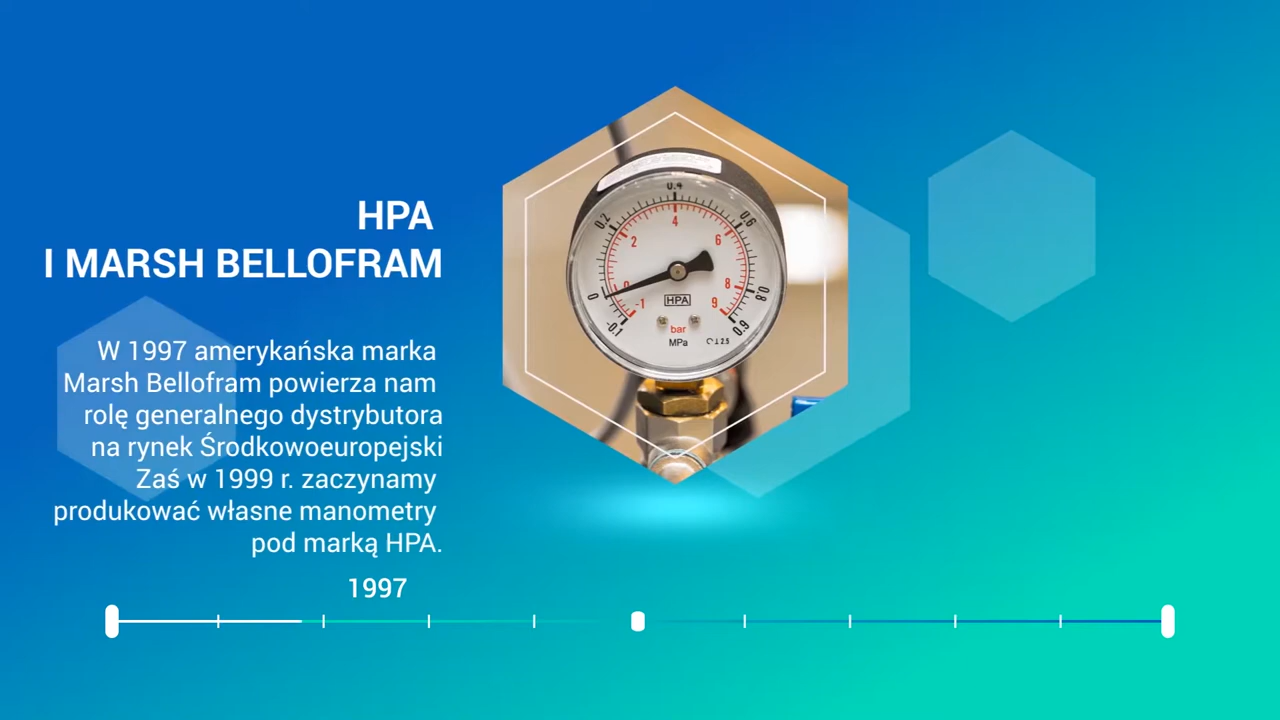 HPA
I MARSH BELLOFRAM
W 1997 amerykańska marka
Marsh Bellofram powierza nam
rolę generalnego dystrybutora
na rynek Środkowoeuropejski
Zaś w 1999 r. zaczynamy
produkować własne manometry
pod marką HPA.
1997
-0.1 0 0.2 0.4 0.6 0.8 0.9
-1 0 2 4 6 8 9
HPA
bar
MPa
2.5